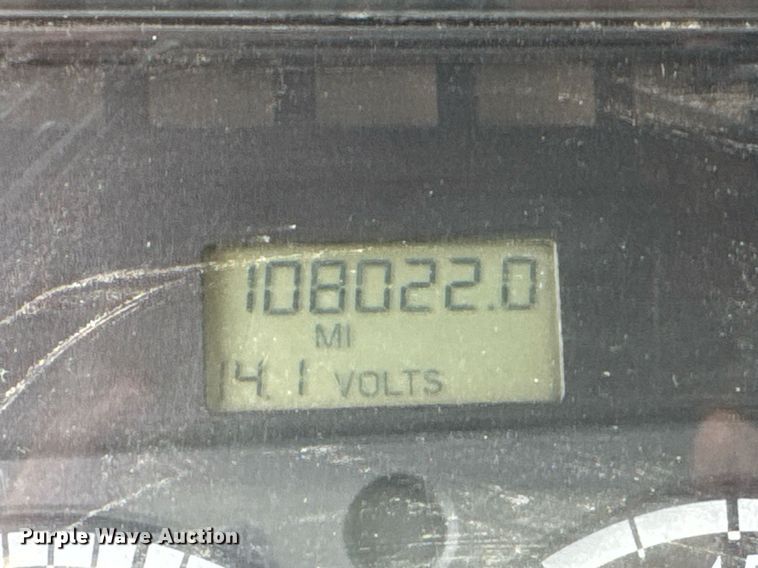 108022.0
MI
14.1 VOLTS
Purple Wave Auction